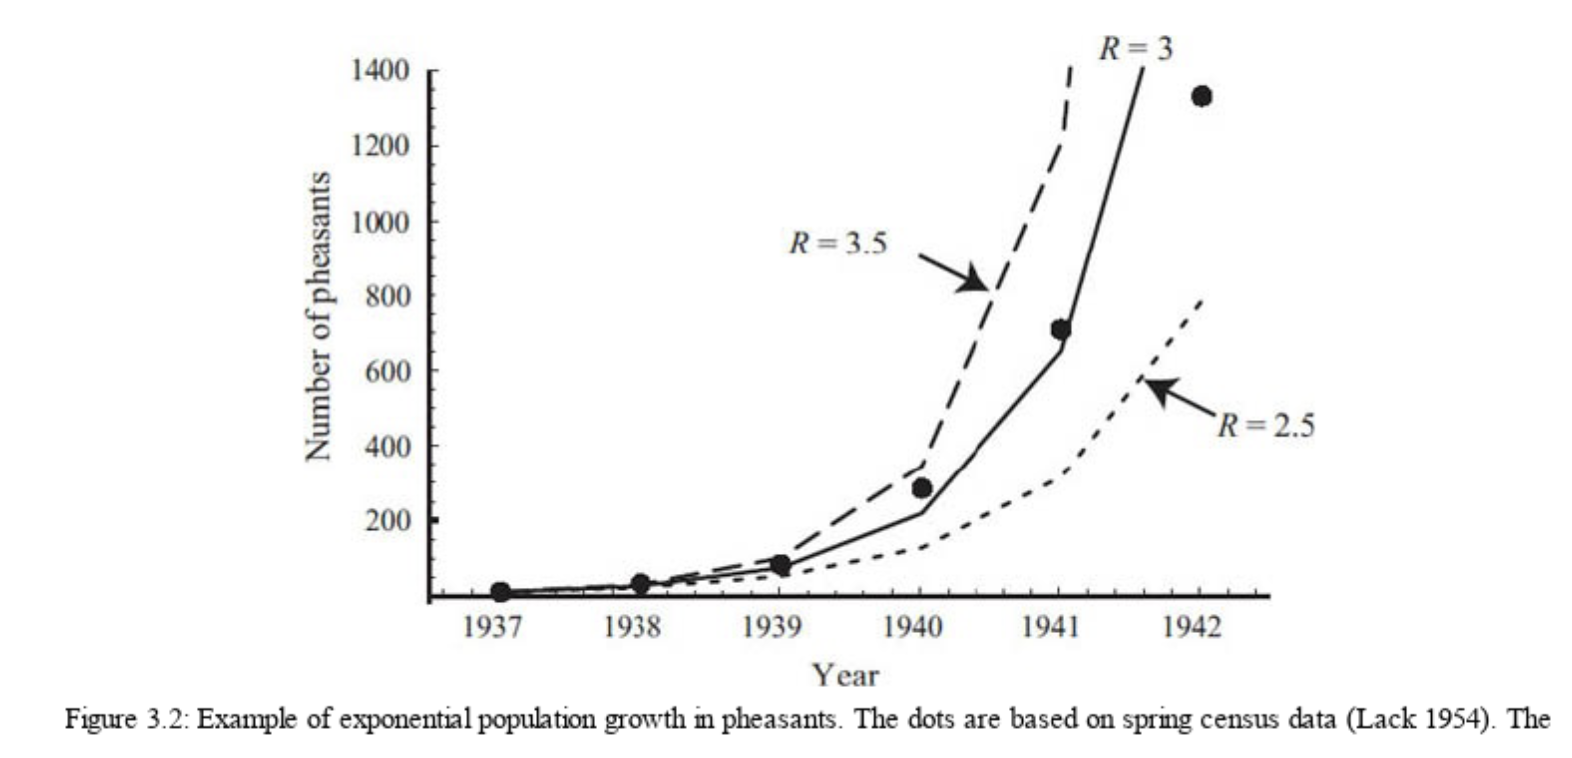 R = 3
1400
1200
1000
R = 3.5
800
600
400
R = 2.5
200
Number of pheasants
1937 1938 1939 1940 1941 1942
Year
Figure 3.2: Example of exponential population growth in pheasants. The dots are based on spring census data (Lack 1954). The